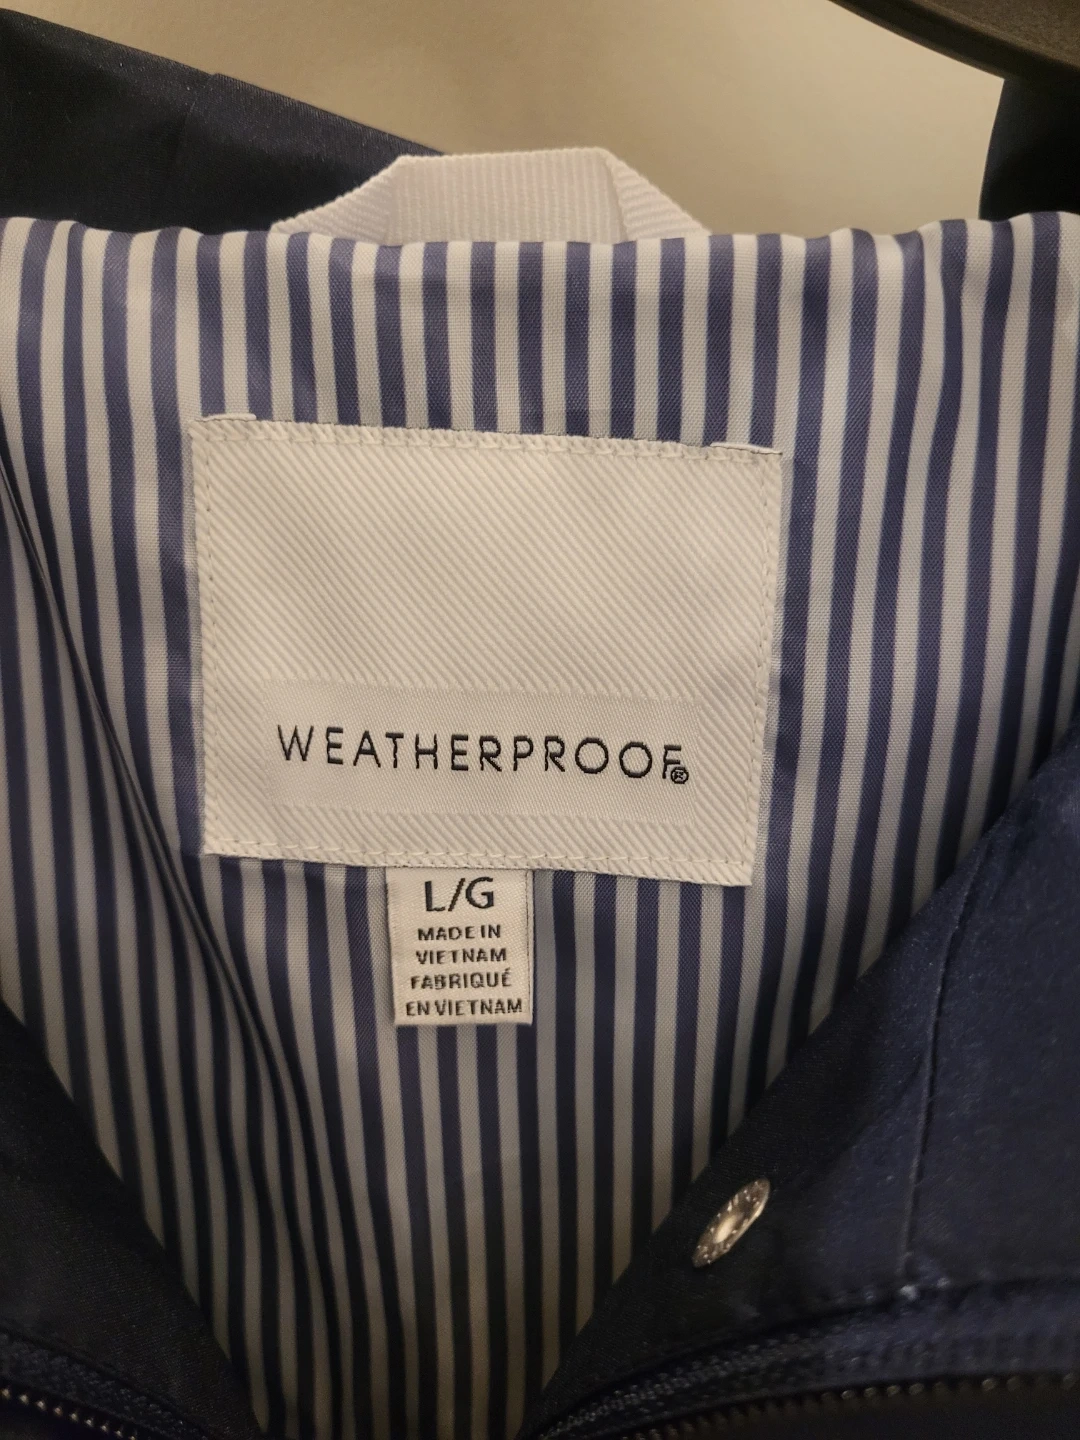 WEATHERPROOF®
L/G
MADE IN
VIETNAM
FABRIQUÉ
EN VIETNAM